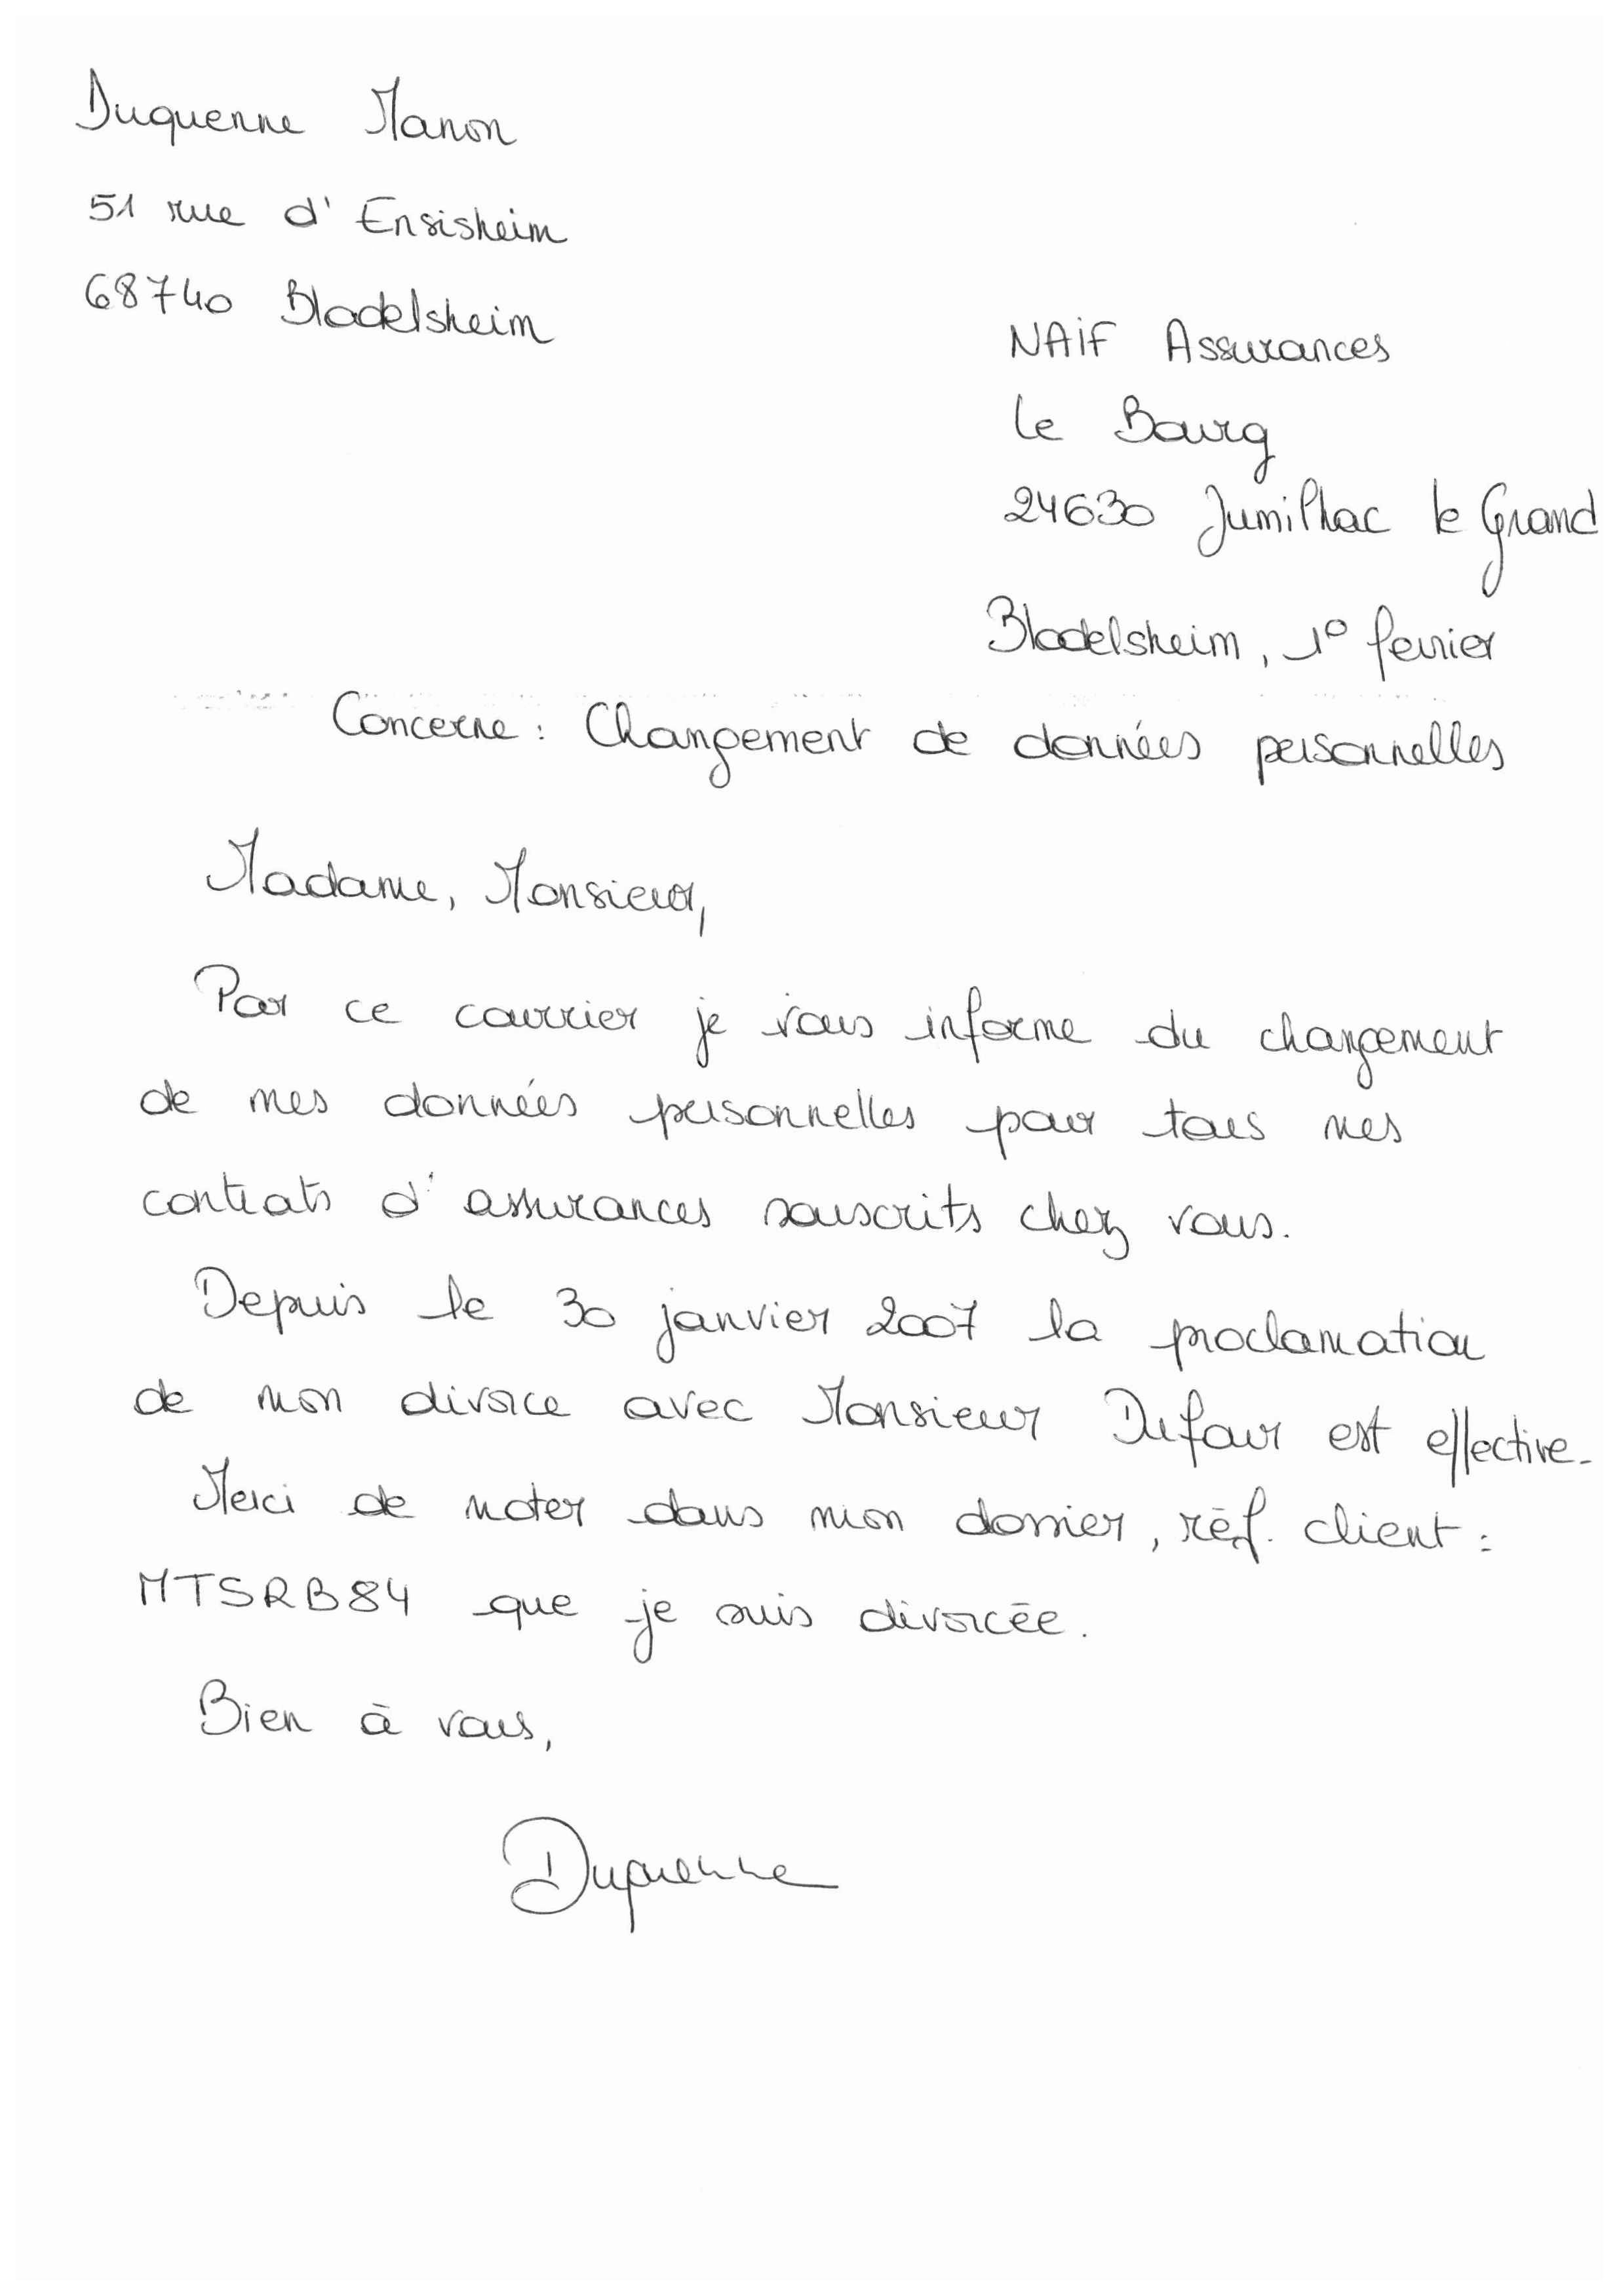 Duquenne Manon
51 rue d'Ensisheim
68740 Blodelsheim
NAIF Assurances
Le Bourg
24630 Jumilhac le Grand
Blodelsheim, 1° fevrier
Concerne : Changement de données personnelles
Madame, Monsieur,
Par ce courrier je vous informe du changement
de mes données personnelles pour tous mes
contrats d'assurances souscrits chez vous.
Depuis le 30 janvier 2007 la proclamation
de mon divorce avec Monsieur Dufour est effective.
Merci de noter dans mon dossier, réf. client :
MTSRB84 que je suis divorcée.
Bien à vous,
Duquenne